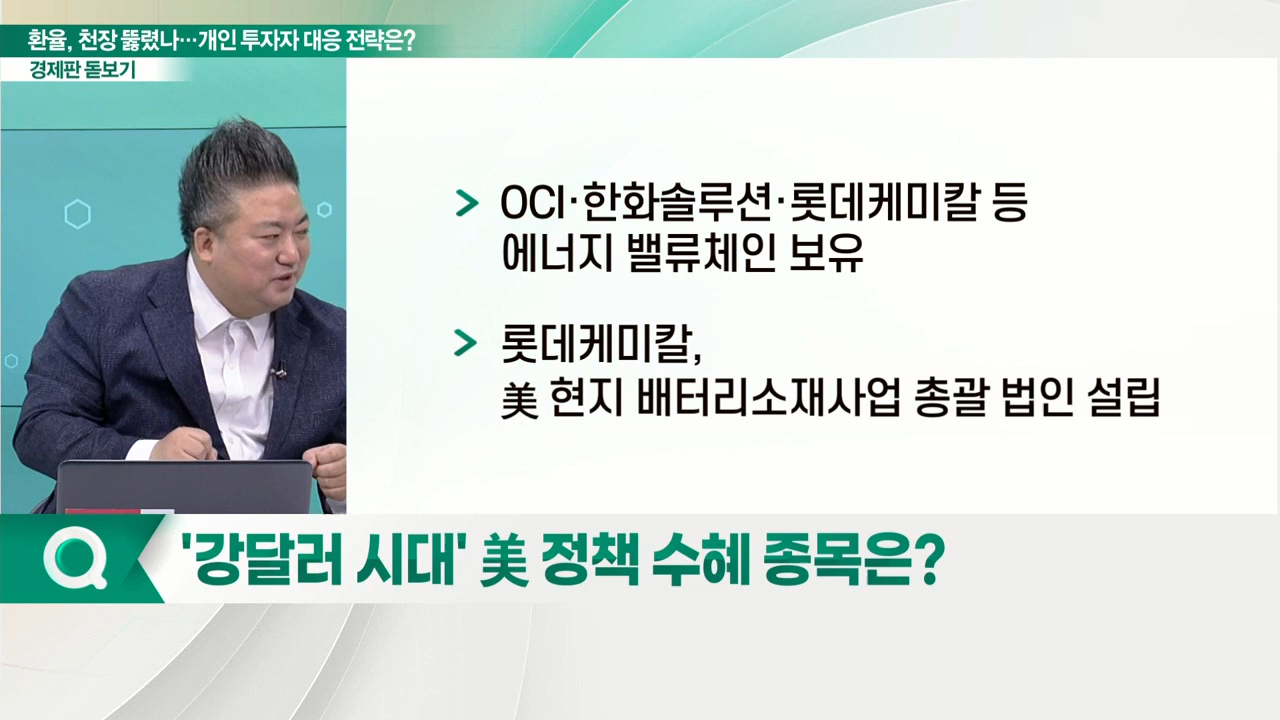 환율, 천장 뚫렸나…개인 투자자 대응 전략은?
경제판 돋보기
> OCI·한화솔루션·롯데케미칼 등
에너지 밸류체인 보유
> 롯데케미칼,
美 현지 배터리소재사업 총괄 법인 설립
Q '강달러 시대' 美 정책 수혜 종목은?